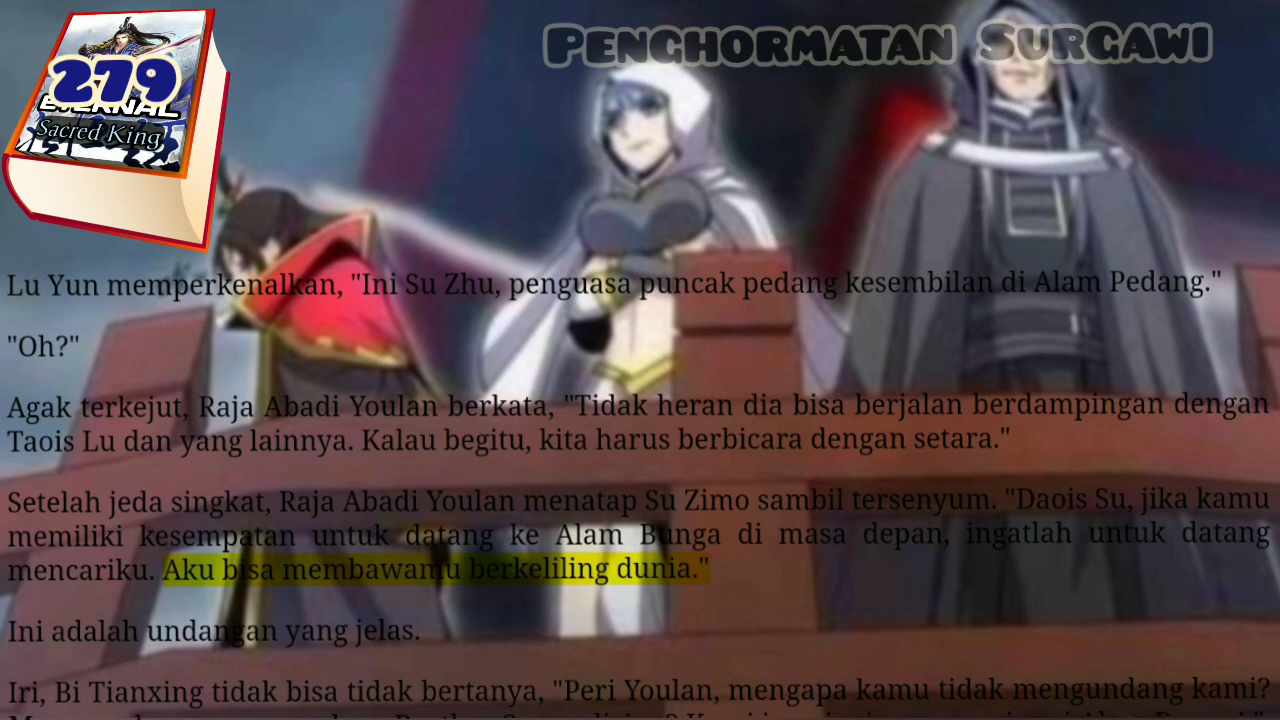 Penghormatan Surgawi
279
ETERNAL
Sacred King
Lu Yun memperkenalkan, "Ini Su Zhu, penguasa puncak pedang kesembilan di Alam Pedang."
"Oh?"
Agak terkejut, Raja Abadi Youlan berkata, "Tidak heran dia bisa berjalan berdampingan dengan
Taois Lu dan yang lainnya. Kalau begitu, kita harus berbicara dengan setara."
Setelah jeda singkat, Raja Abadi Youlan menatap Su Zimo sambil tersenyum. "Daois Su, jika kamu
memiliki kesempatan untuk datang ke Alam Bunga di masa depan, ingatlah untuk datang
mencariku. Aku bisa membawamu berkeliling dunia."
Ini adalah undangan yang jelas.
Iri, Bi Tianxing tidak bisa tidak bertanya, "Peri Youlan, mengapa kamu tidak mengundang kami?